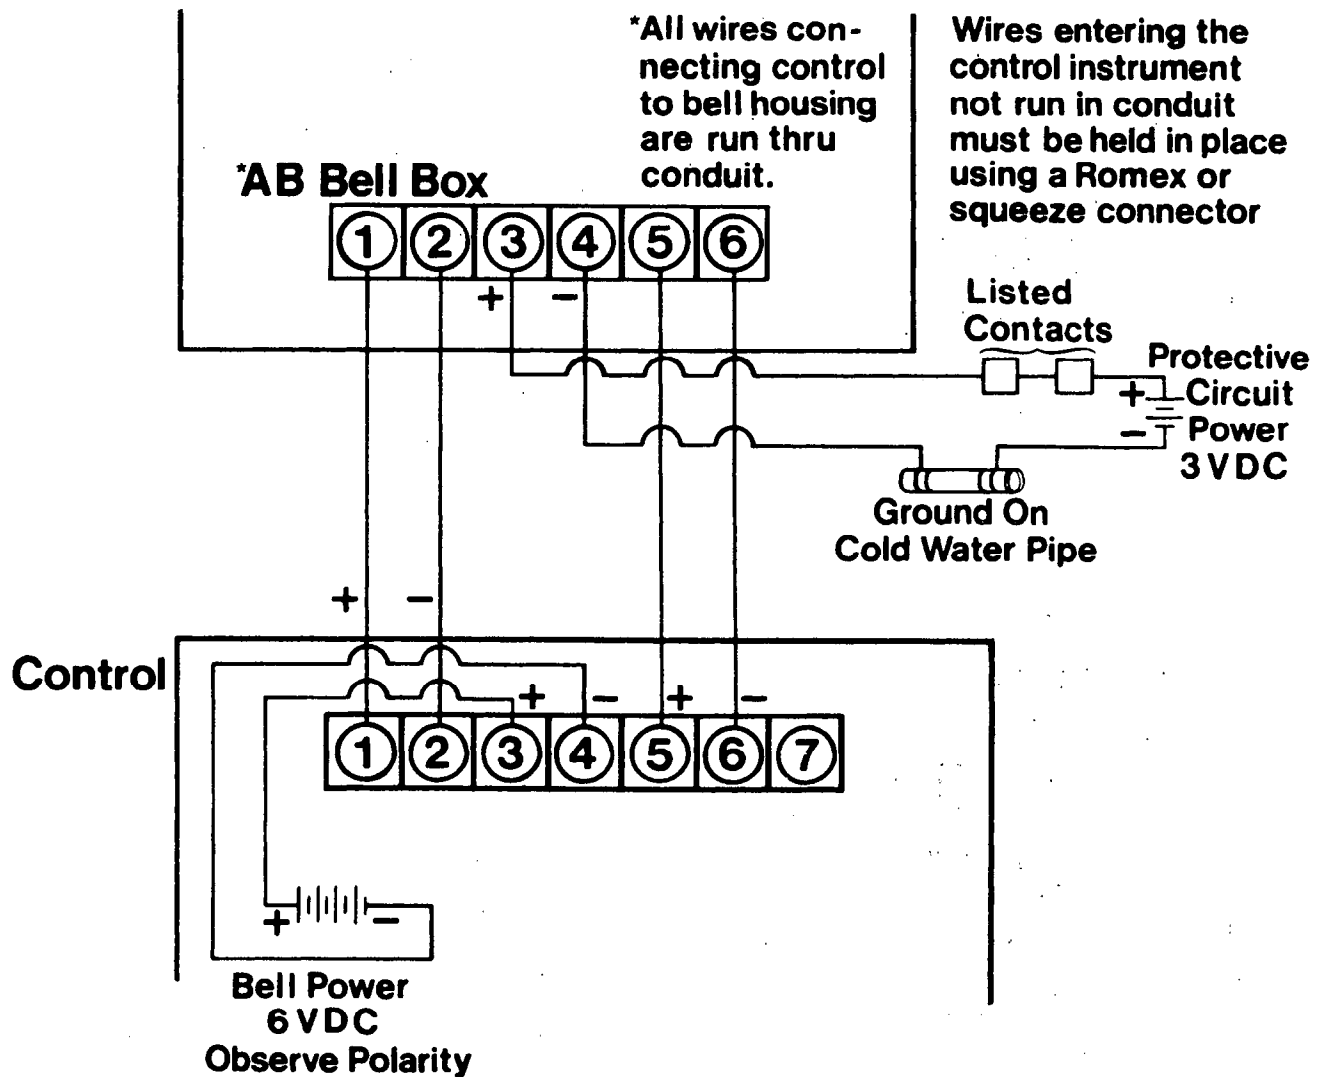 *All wires con-
necting control
to bell housing
are run thru
conduit.
Wires entering the
control instrument
not run in conduit
must be held in place
using a Romex or
squeeze connector
*AB Bell Box
1 2 3 4 5 6
+ −
Listed
Contacts
Protective
Circuit
Power
3 VDC
+
−
Ground On
Cold Water Pipe
+ −
Control
+ − + −
1 2 3 4 5 6 7
+ −
Bell Power
6 VDC
Observe Polarity